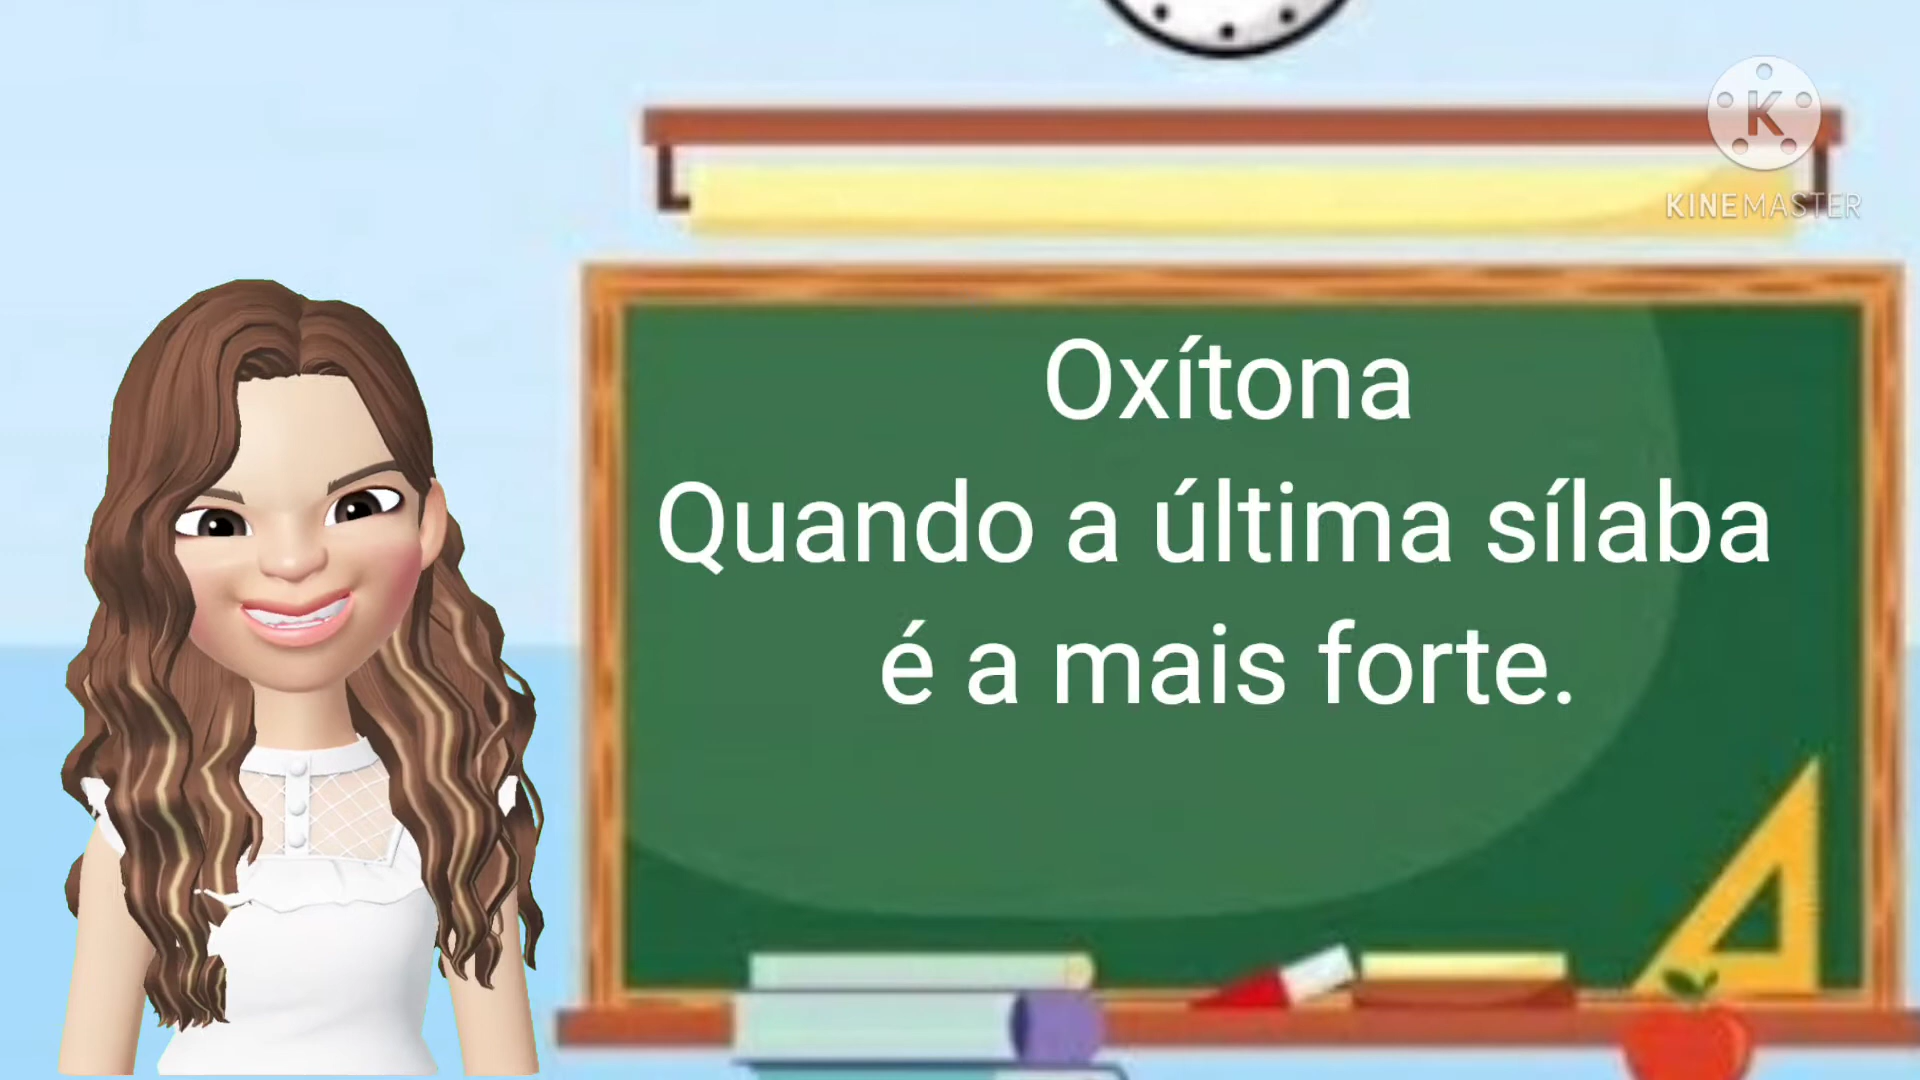 K
KINEMASTER
Oxítona
Quando a última sílaba
é a mais forte.